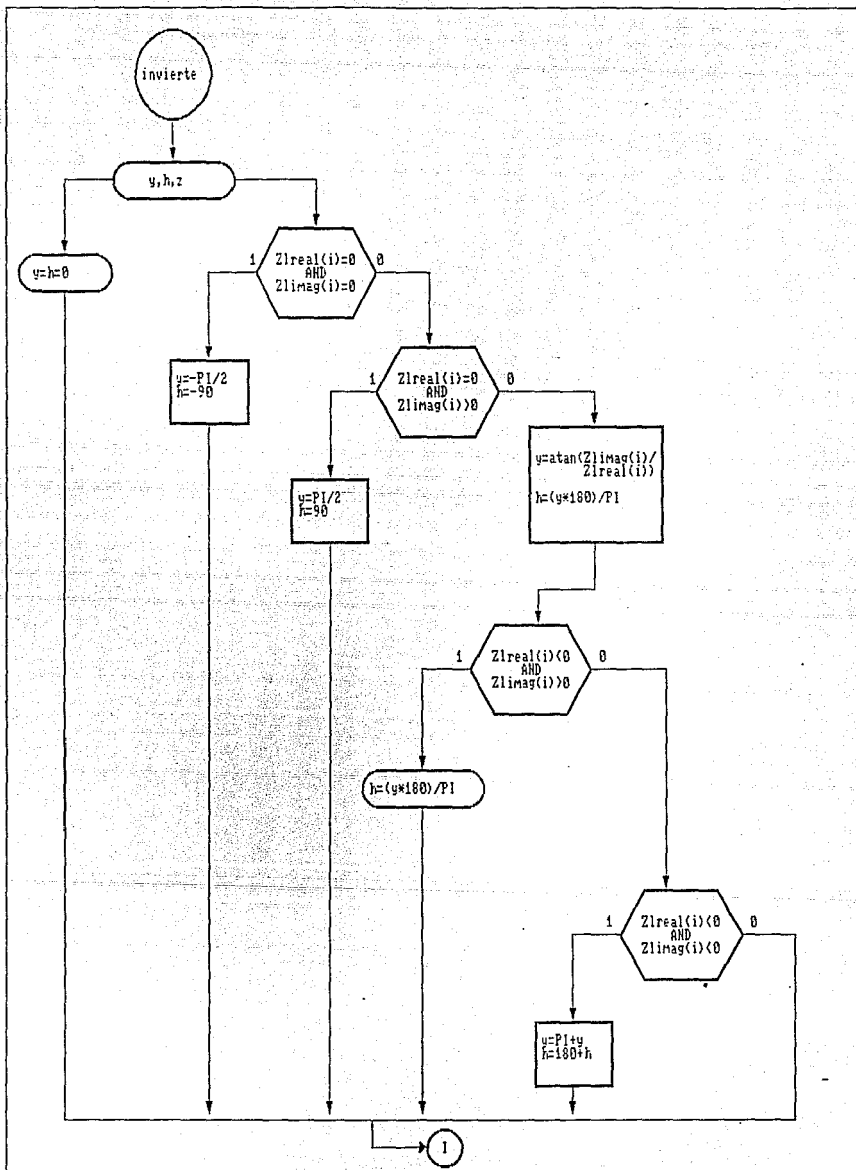 invierte
y,h,z
y=h=0
1
Zlreal(i)=0
AND
Zlimag(i)=0
0
y=-PI/2
h=-90
1
Zlreal(i)=0
AND
Zlimag(i)>0
0
y=PI/2
h=90
y=atan(Zlimag(i)/
Zlreal(i))
h=(y*180)/PI
1
Zlreal(i)<0
AND
Zlimag(i)>0
0
h=(y*180)/PI
1
Zlreal(i)<0
AND
Zlimag(i)<0
0
y=PI+y
h=180+h
I